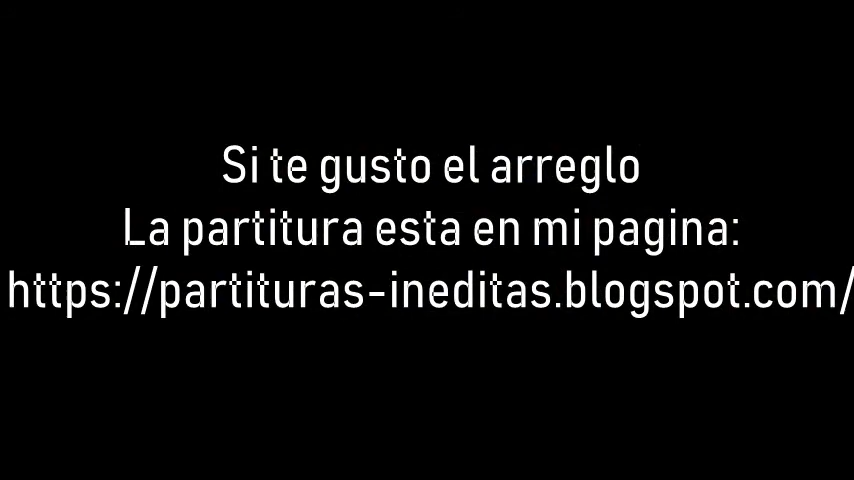 Si te gusto el arreglo
La partitura esta en mi pagina:
https://partituras-ineditas.blogspot.com/